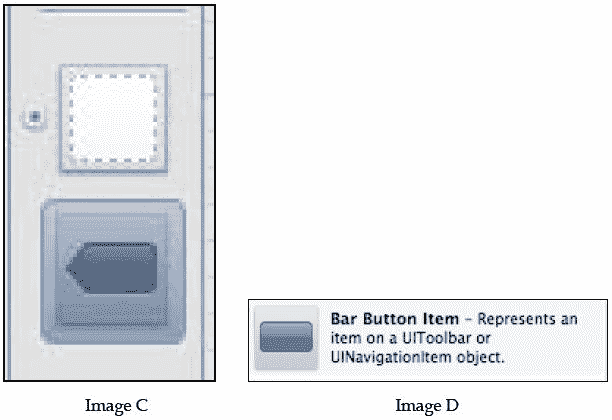 Bar Button Item – Represents an
item on a UIToolbar or
UINavigationItem object.
Image C
Image D